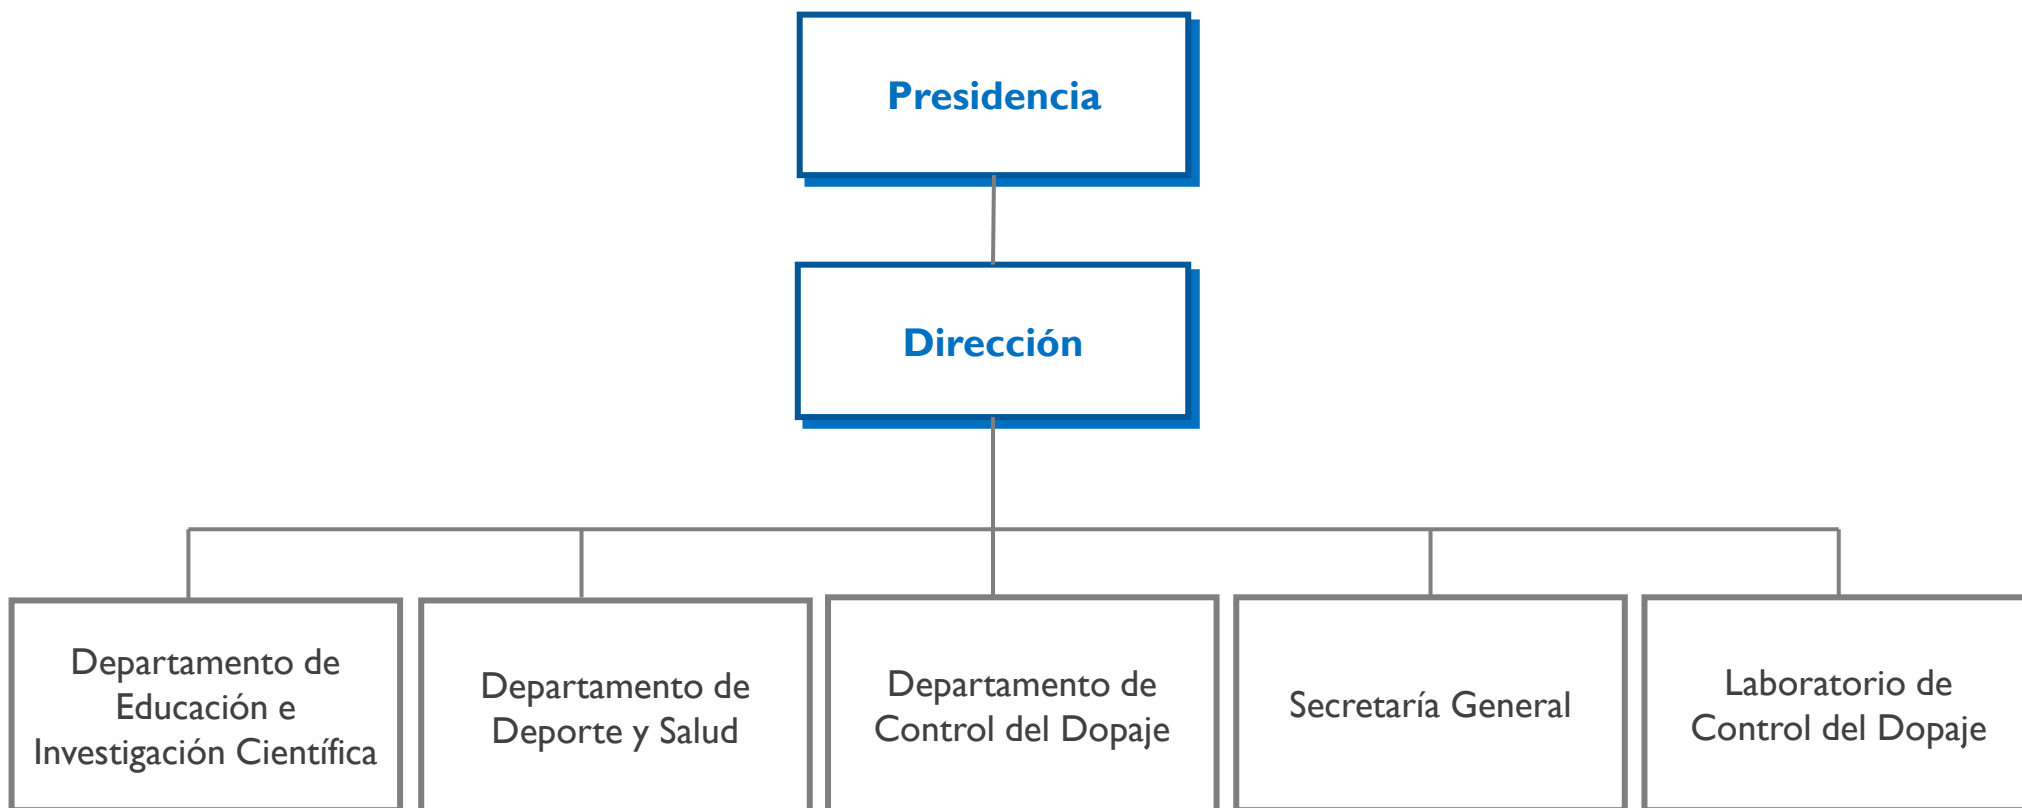 Presidencia
Dirección
Departamento de
Educación e
Investigación Científica
Departamento de
Deporte y Salud
Departamento de
Control del Dopaje
Secretaría General
Laboratorio de
Control del Dopaje